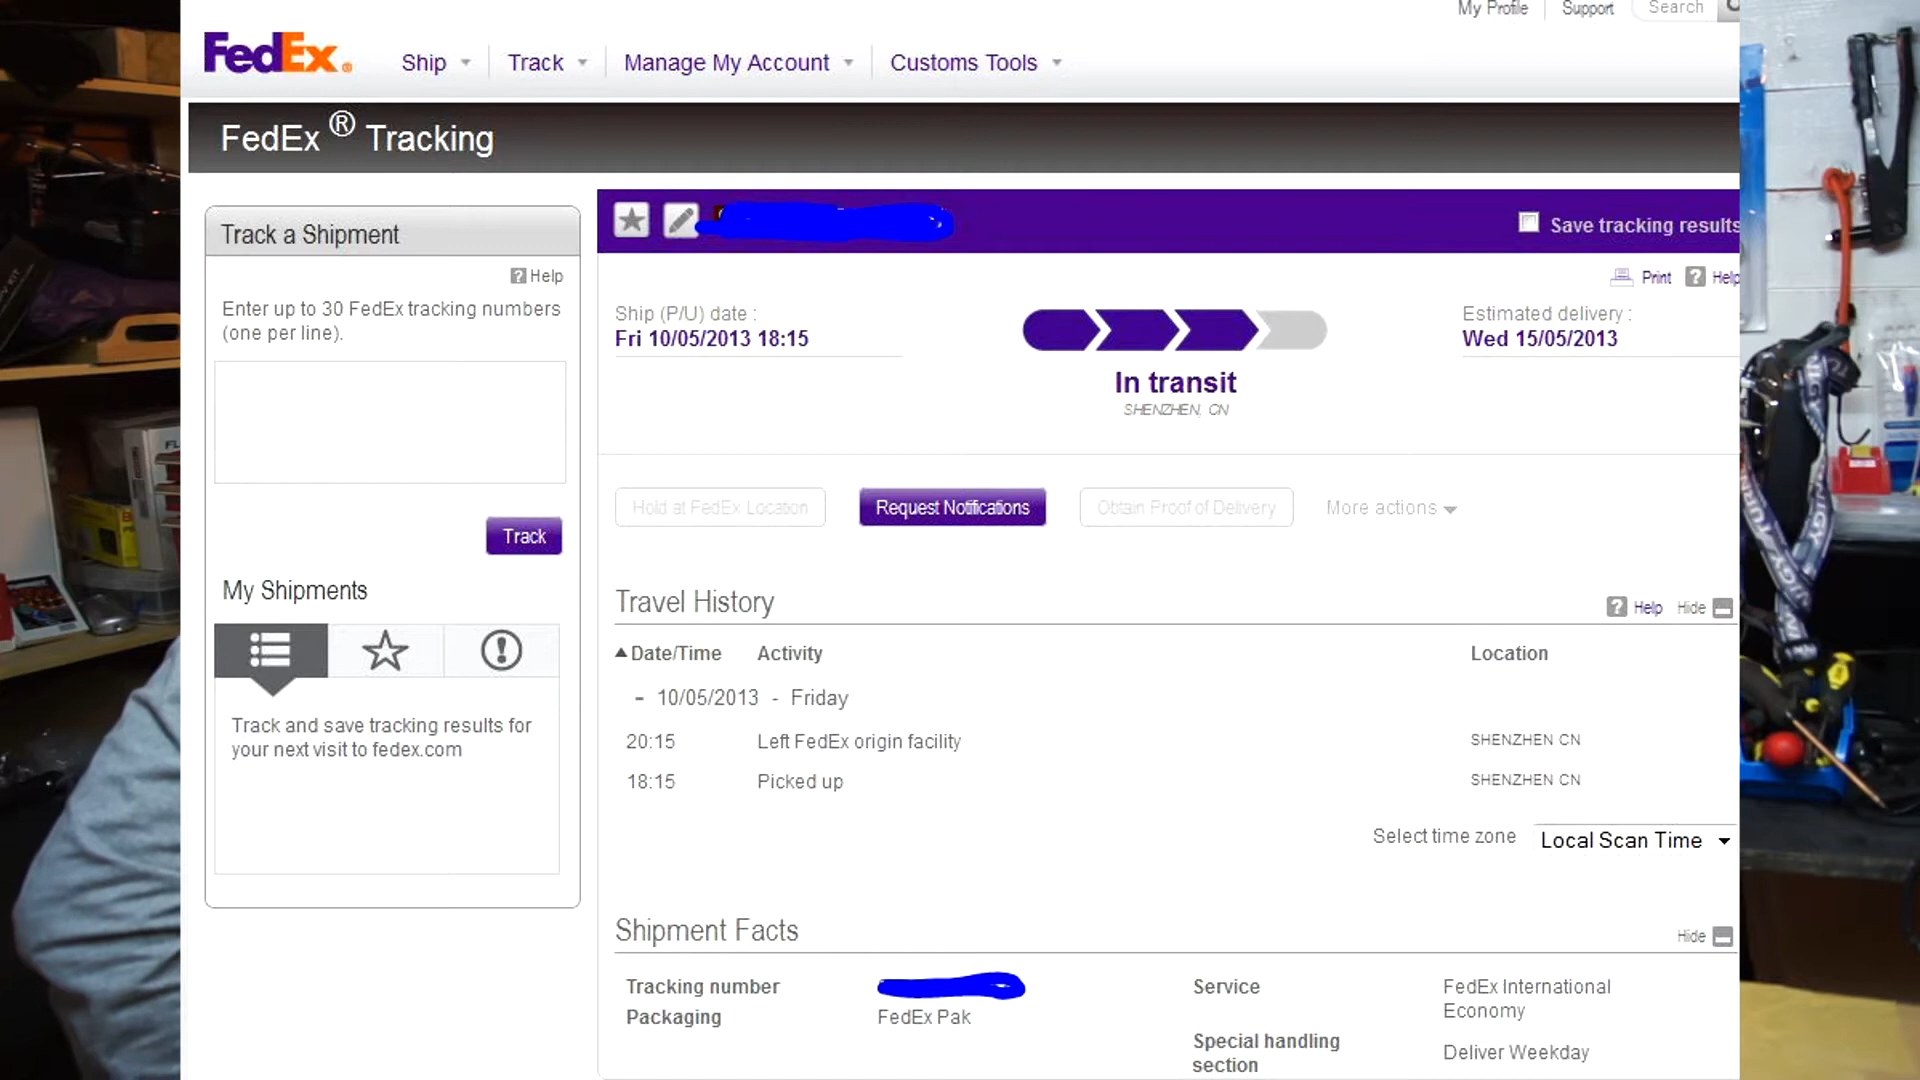 My Profile
Support
Search
FedEx®
Ship
Track
Manage My Account
Customs Tools
FedEx ® Tracking
Track a Shipment
Help
Enter up to 30 FedEx tracking numbers
(one per line).
Track
My Shipments
Track and save tracking results for
your next visit to fedex.com
Save tracking results
Print
Help
Ship (P/U) date :
Fri 10/05/2013 18:15
In transit
SHENZHEN, CN
Estimated delivery :
Wed 15/05/2013
Hold at FedEx Location
Request Notifications
Obtain Proof of Delivery
More actions
Travel History
Help
Hide
Date/Time
Activity
Location
- 10/05/2013 - Friday
20:15
Left FedEx origin facility
SHENZHEN CN
18:15
Picked up
SHENZHEN CN
Select time zone
Local Scan Time
Shipment Facts
Hide
Tracking number
Packaging
FedEx Pak
Service
FedEx International
Economy
Special handling
section
Deliver Weekday